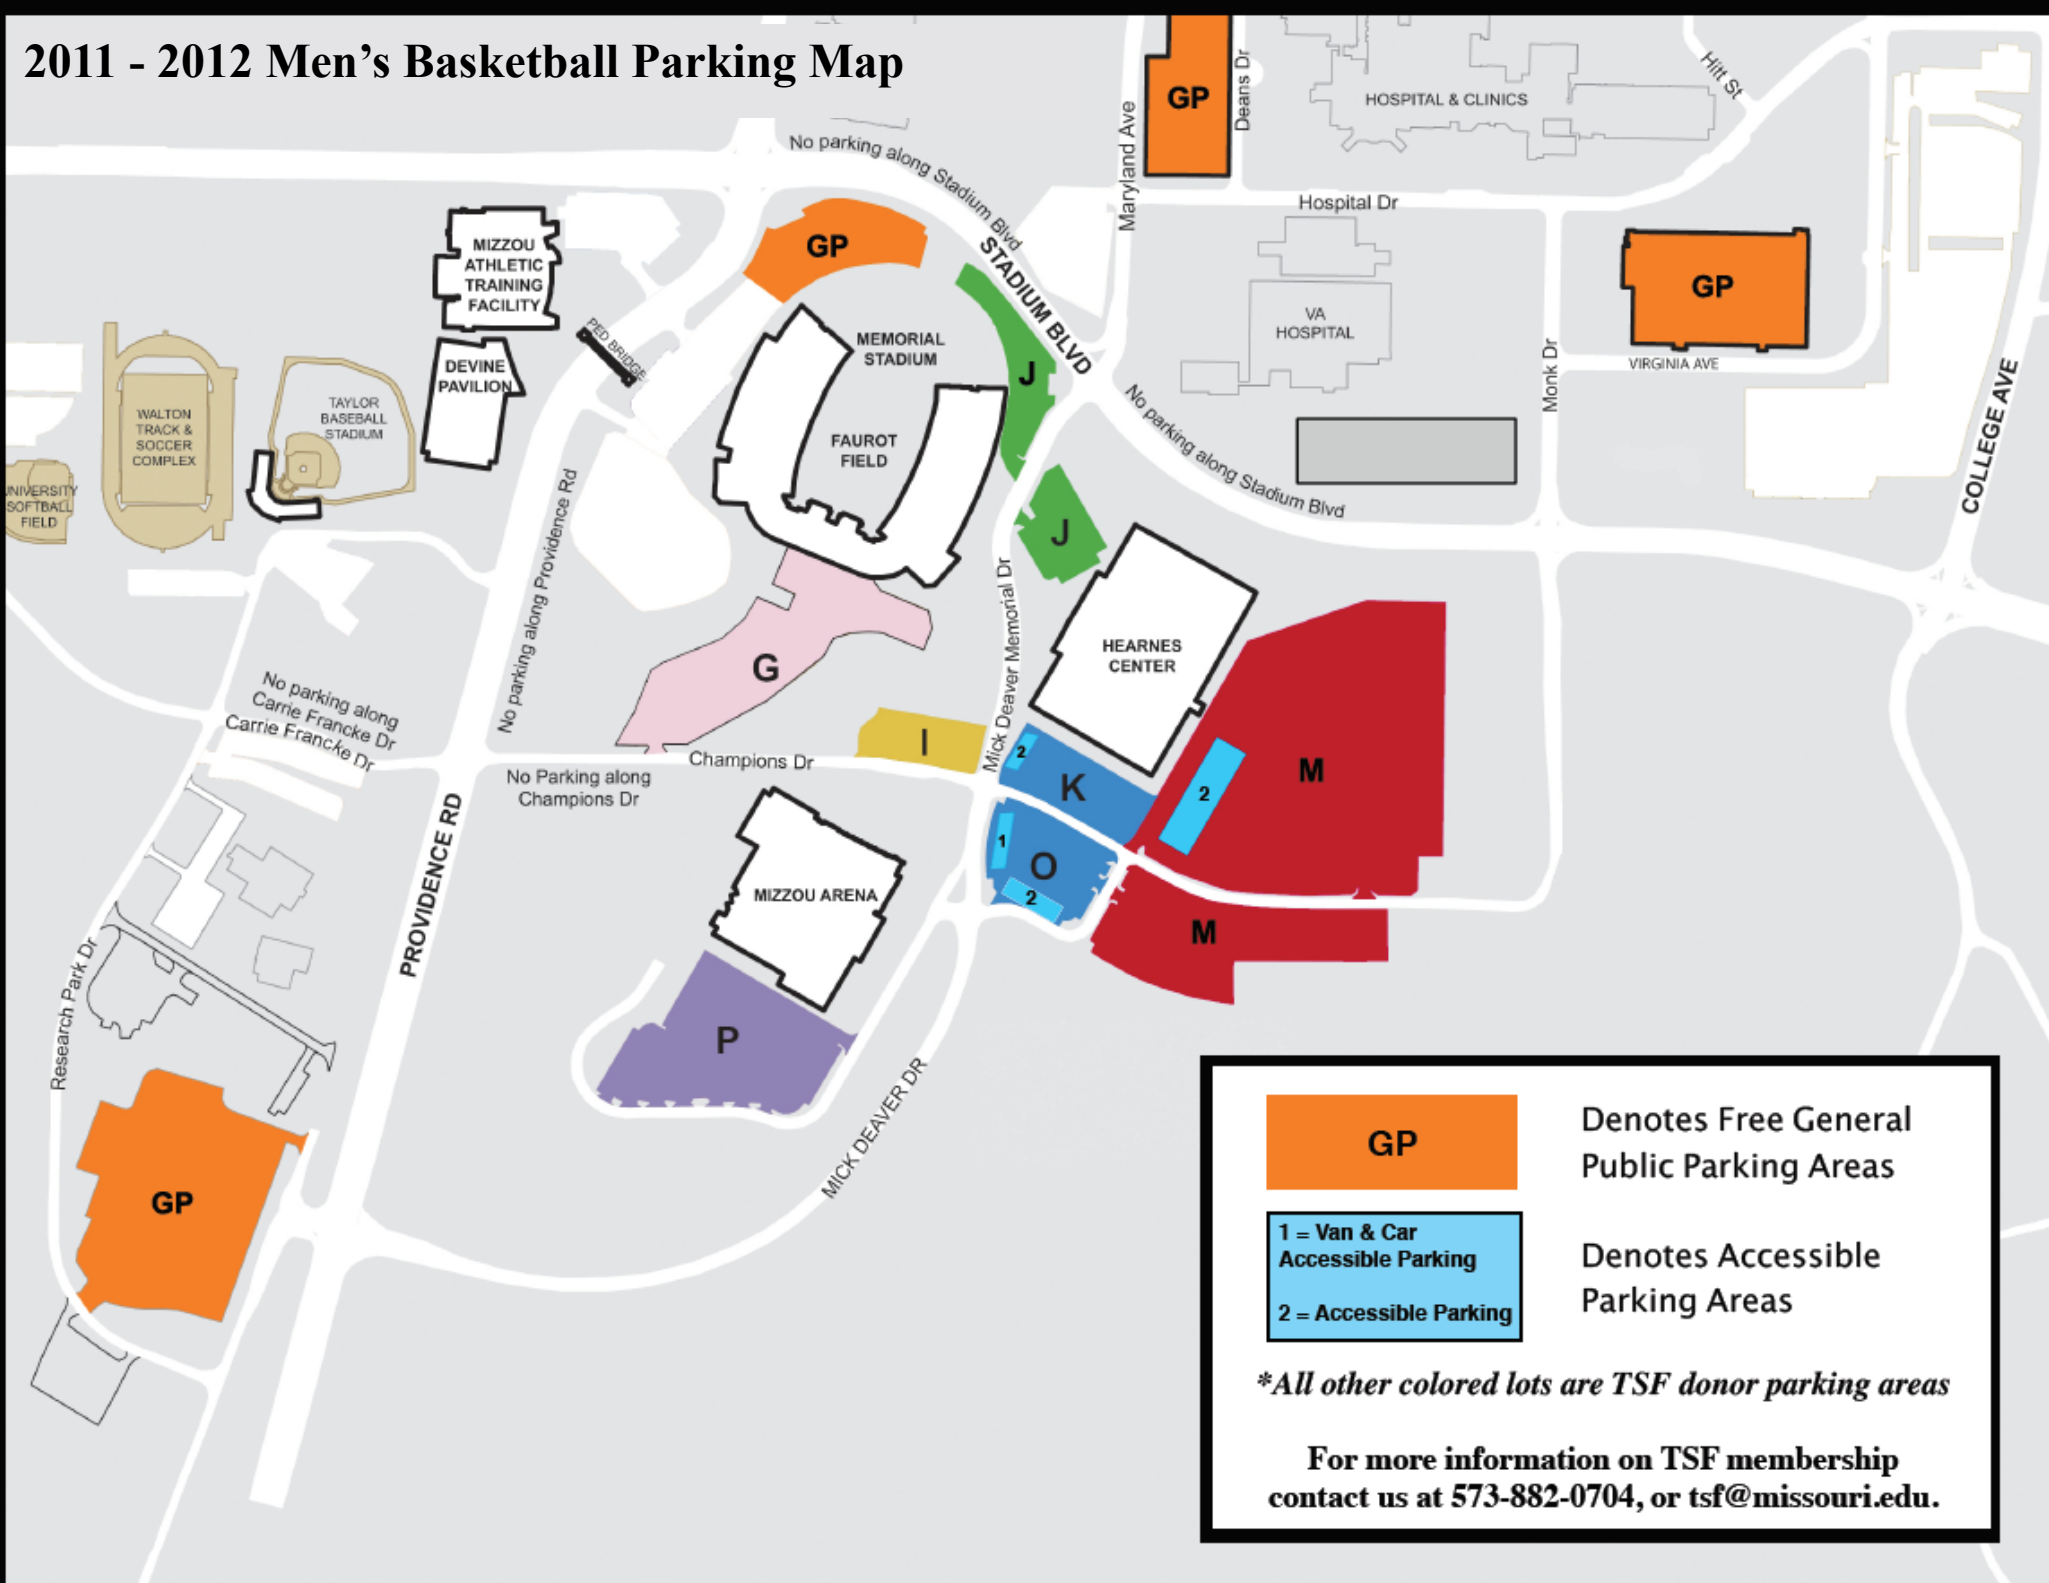 2011 - 2012 Men's Basketball Parking Map
GP
Maryland Ave
Deans Dr
HOSPITAL & CLINICS
Hitt St
No parking along Stadium Blvd
STADIUM BLVD
Hospital Dr
GP
MIZZOU
ATHLETIC
TRAINING
FACILITY
PED BRIDGE
DEVINE
PAVILION
MEMORIAL
STADIUM
FAUROT
FIELD
J
VA
HOSPITAL
GP
VIRGINIA AVE
Monk Dr
COLLEGE AVE
WALTON
TRACK &
SOCCER
COMPLEX
TAYLOR
BASEBALL
STADIUM
UNIVERSITY
SOFTBALL
FIELD
No parking along Stadium Blvd
No parking along Providence Rd
J
Mick Deaver Memorial Dr
HEARNES
CENTER
G
No parking along
Carrie Francke Dr
Carrie Francke Dr
I
Champions Dr
No Parking along
Champions Dr
2
K
2
M
1
O
2
M
PROVIDENCE RD
MIZZOU ARENA
P
MICK DEAVER DR
Research Park Dr
GP
GP
Denotes Free General
Public Parking Areas
1 = Van & Car
Accessible Parking
2 = Accessible Parking
Denotes Accessible
Parking Areas
*All other colored lots are TSF donor parking areas
For more information on TSF membership
contact us at 573-882-0704, or tsf@missouri.edu.